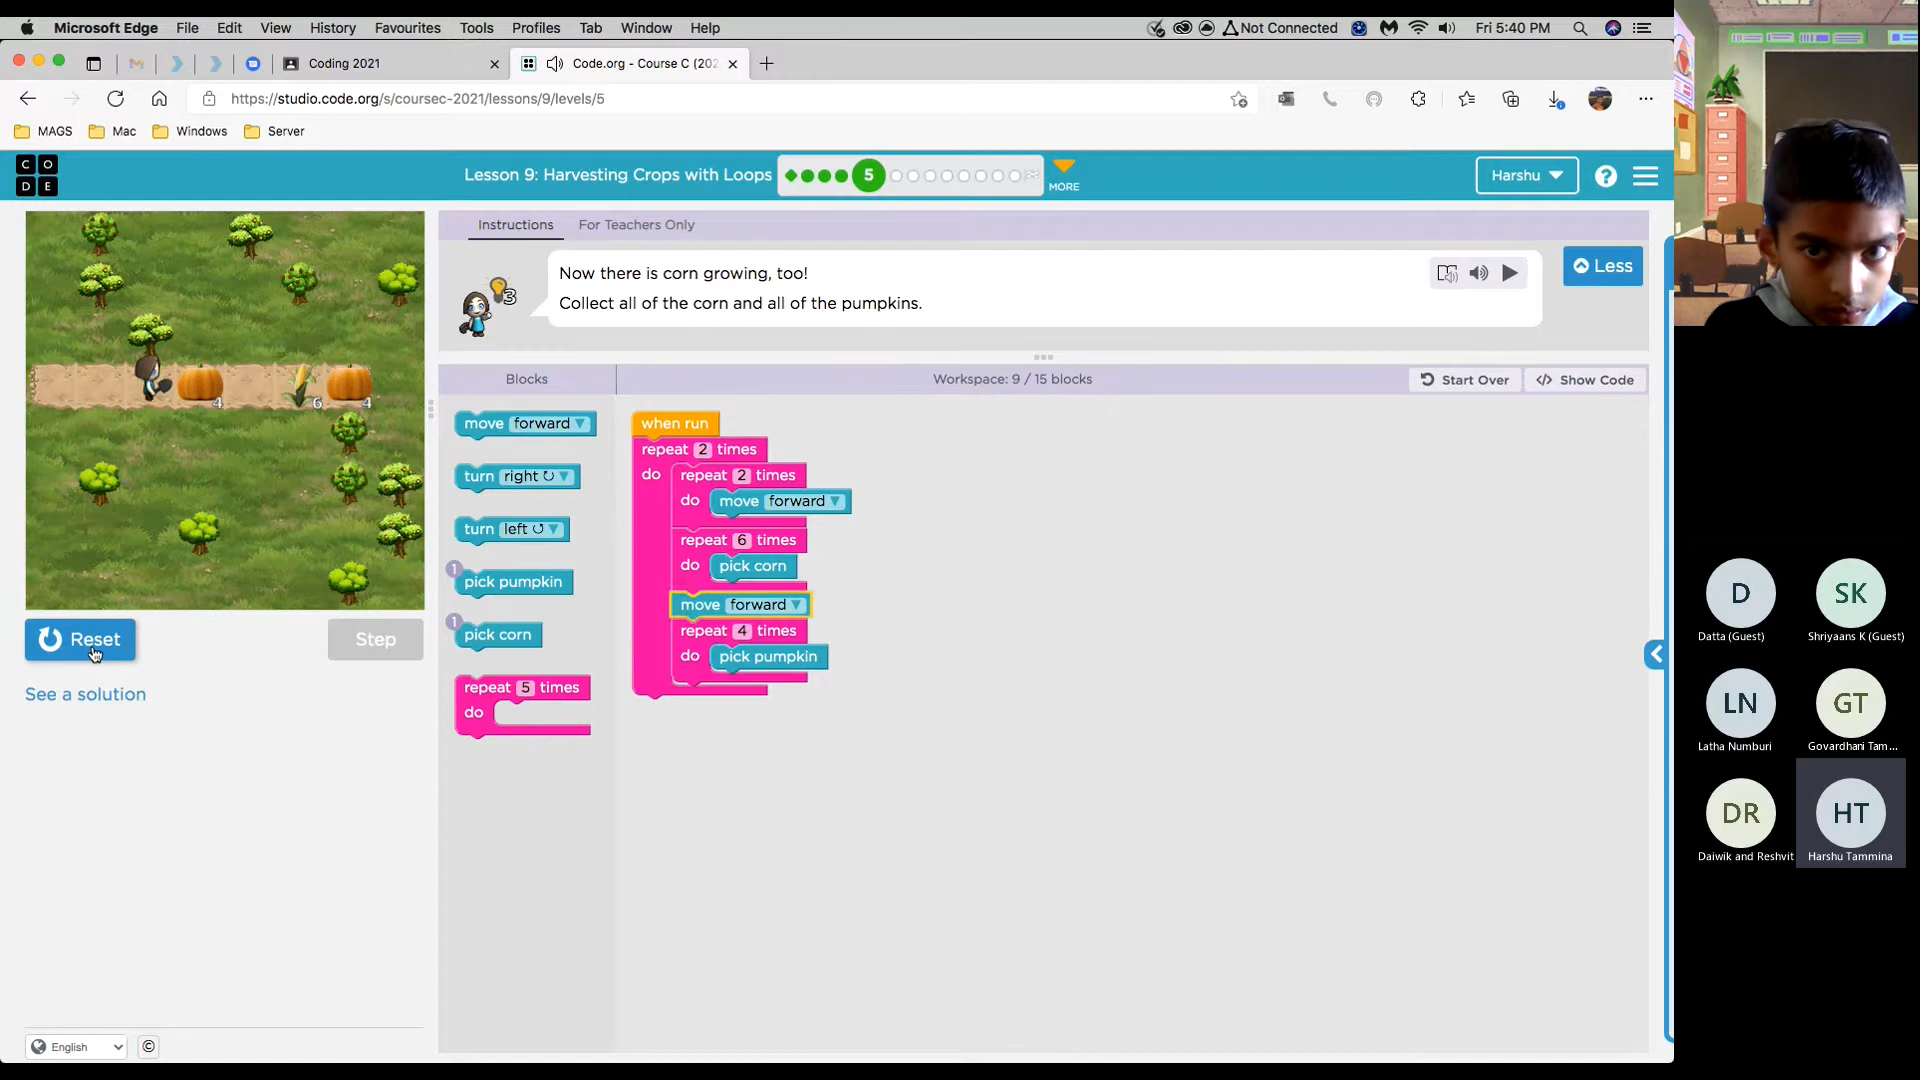 Microsoft Edge File Edit View History Favourites Tools Profiles Tab Window Help
Not Connected Fri 5:40 PM
Coding 2021
Code.org - Course C (202
https://studio.code.org/s/coursec-2021/lessons/9/levels/5
MAGS Mac Windows Server
C O D E
Lesson 9: Harvesting Crops with Loops
5
MORE
Harshu
?
Instructions
For Teachers Only
3
Now there is corn growing, too!
Collect all of the corn and all of the pumpkins.
Less
4
6
4
Reset
Step
See a solution
Blocks
Workspace: 9 / 15 blocks
Start Over
Show Code
move forward
turn right
turn left
1
pick pumpkin
1
pick corn
repeat 5 times
do
when run
repeat 2 times
do
repeat 2 times
do move forward
repeat 6 times
do pick corn
move forward
repeat 4 times
do pick pumpkin
English
©
D
Datta (Guest)
SK
Shriyaans K (Guest)
LN
Latha Numburi
GT
Govardhani Tam...
DR
Daiwik and Reshvit
HT
Harshu Tammina